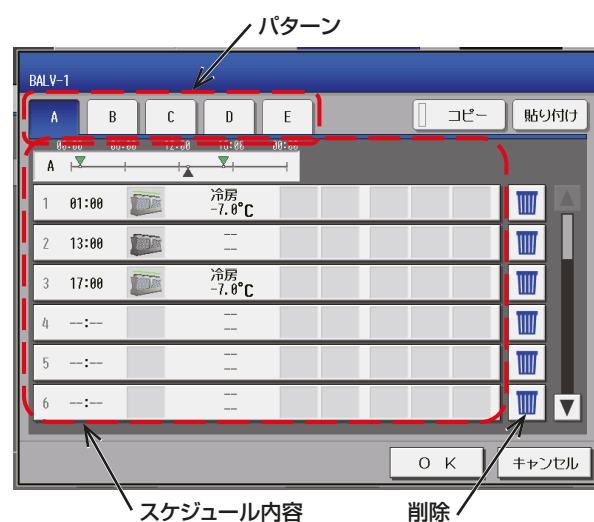 パターン
BALV-1
A B C D E コピー 貼り付け
A
1 01:00 冷房 -7.0°C
2 13:00 -- --
3 17:00 冷房 -7.0°C
4 --:-- -- --
5 --:-- -- --
6 --:-- -- --
O K キャンセル
スケジュール内容 削除